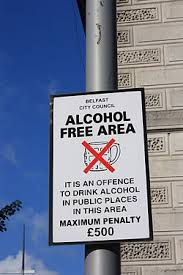 BELFAST
CITY COUNCIL
ALCOHOL
FREE AREA
IT IS AN OFFENCE
TO DRINK ALCOHOL
IN PUBLIC PLACES
IN THIS AREA
MAXIMUM PENALTY
£500